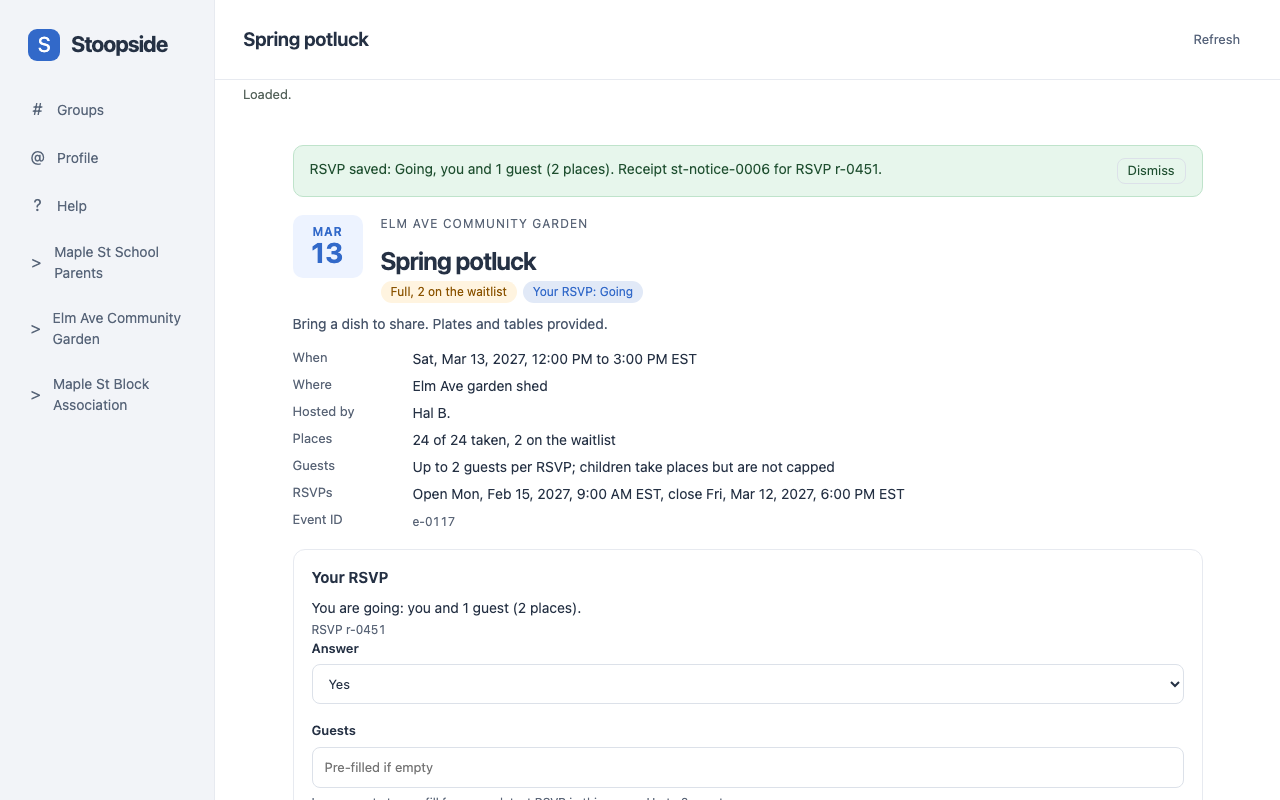 S Stoopside
# Groups
@ Profile
? Help
> Maple St School
Parents
> Elm Ave Community
Garden
> Maple St Block
Association
Spring potluck
Refresh
Loaded.
RSVP saved: Going, you and 1 guest (2 places). Receipt st-notice-0006 for RSVP r-0451.
Dismiss
MAR
13
ELM AVE COMMUNITY GARDEN
Spring potluck
Full, 2 on the waitlist
Your RSVP: Going
Bring a dish to share. Plates and tables provided.
When Sat, Mar 13, 2027, 12:00 PM to 3:00 PM EST
Where Elm Ave garden shed
Hosted by Hal B.
Places 24 of 24 taken, 2 on the waitlist
Guests Up to 2 guests per RSVP; children take places but are not capped
RSVPs Open Mon, Feb 15, 2027, 9:00 AM EST, close Fri, Mar 12, 2027, 6:00 PM EST
Event ID e-0117
Your RSVP
You are going: you and 1 guest (2 places).
RSVP r-0451
Answer
Yes
Guests
Pre-filled if empty